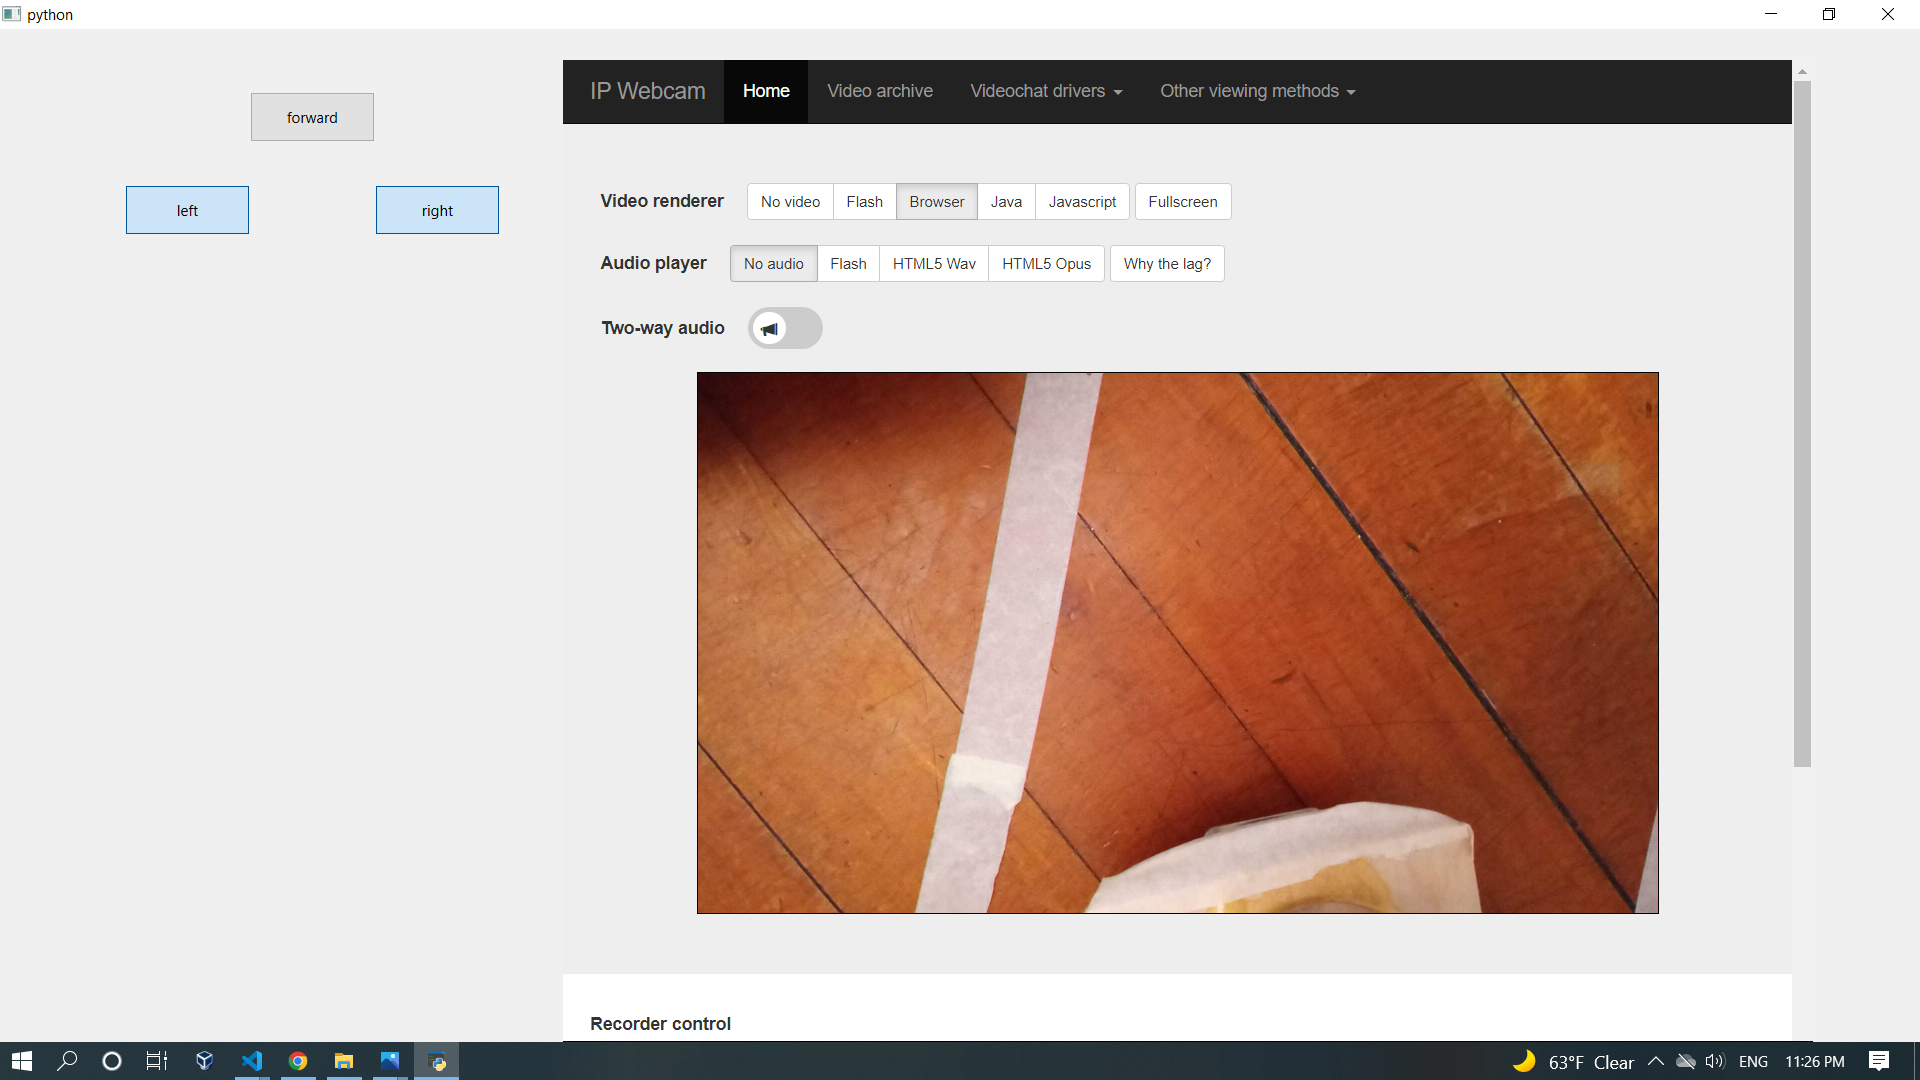 python
forward
left
right
IP Webcam Home Video archive Videochat drivers Other viewing methods
Video renderer No video Flash Browser Java Javascript Fullscreen
Audio player No audio Flash HTML5 Wav HTML5 Opus Why the lag?
Two-way audio
Recorder control
63°F Clear ENG 11:26 PM